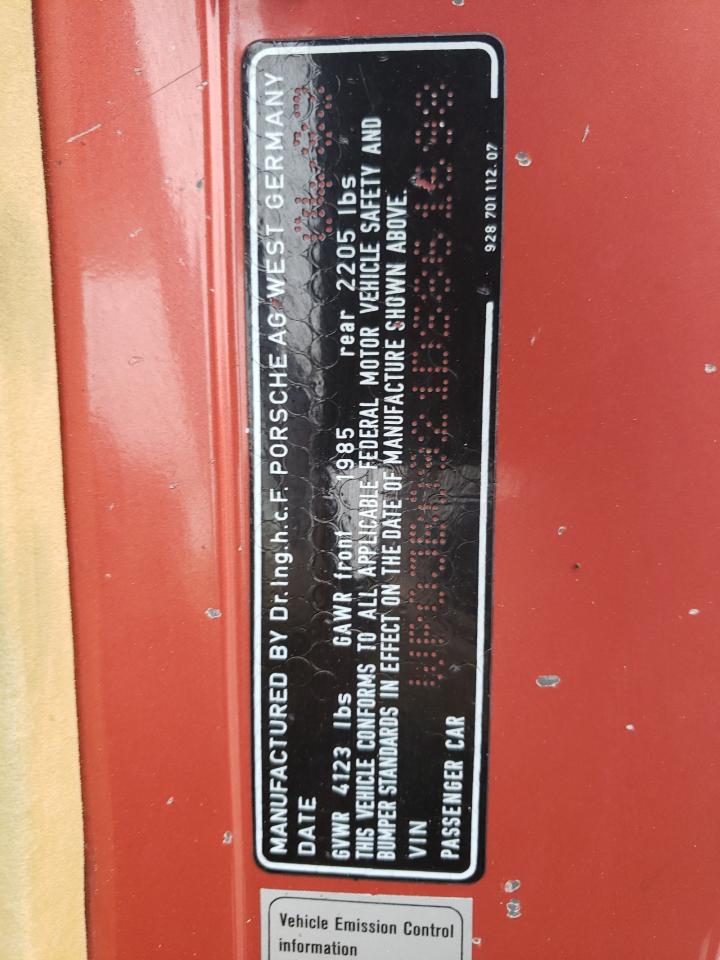 MANUFACTURED BY Dr.Ing.h.c.F. PORSCHE AG WEST GERMANY
DATE
GVWR 4123 lbs GAWR front 1985 rear 2205 lbs
THIS VEHICLE CONFORMS TO ALL APPLICABLE FEDERAL MOTOR VEHICLE SAFETY AND
BUMPER STANDARDS IN EFFECT ON THE DATE OF MANUFACTURE SHOWN ABOVE.
VIN
PASSENGER CAR
928 701 112.07
Vehicle Emission Control
information